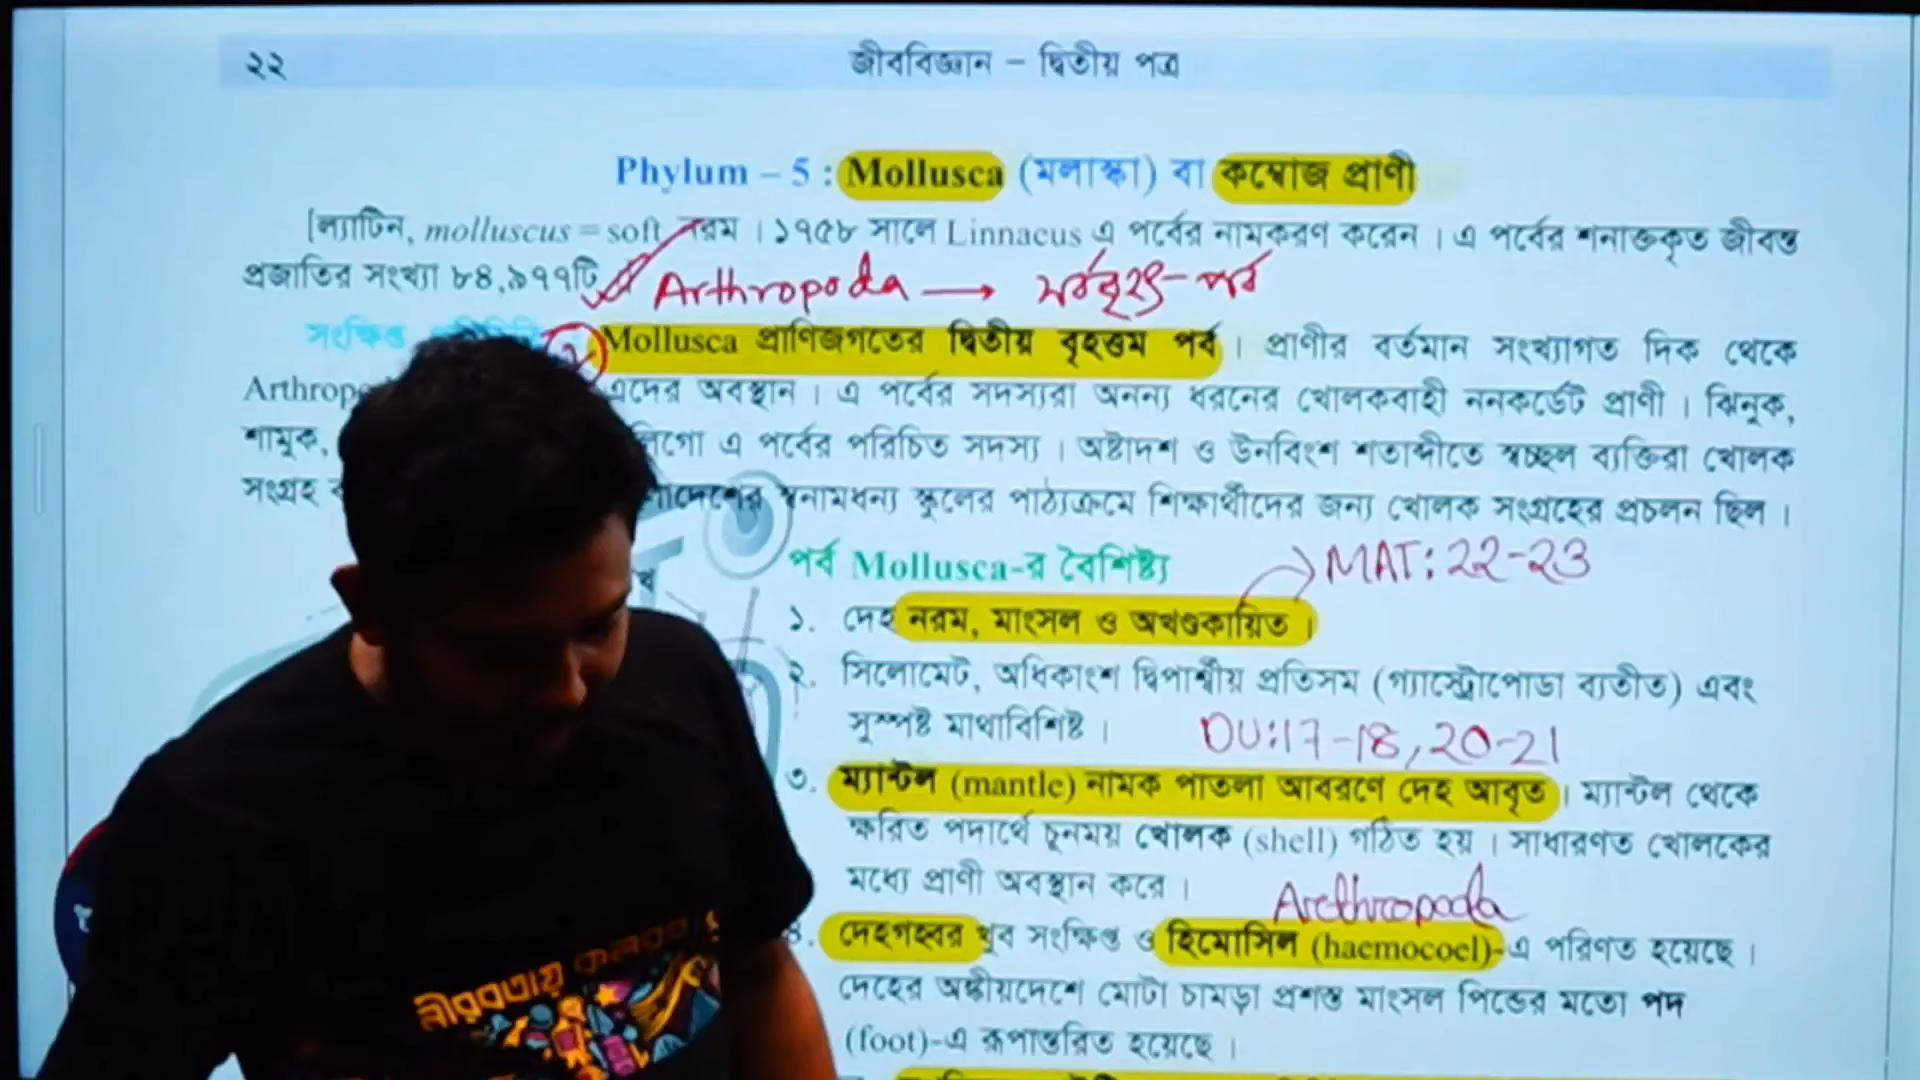 ২২
জীববিজ্ঞান – দ্বিতীয় পত্র
Phylum – 5 : Mollusca (মলাস্কা) বা কম্বোজ প্রাণী
[ল্যাটিন, molluscus = soft নরম । ১৭৫৮ সালে Linnaeus এ পর্বের নামকরণ করেন । এ পর্বের শনাক্তকৃত জীবন্ত
প্রজাতির সংখ্যা ৮৪,৯৭৭টি
Arthropoda → সর্ববৃহৎ-পর্ব
সংক্ষিপ্ত
Mollusca প্রাণিজগতের দ্বিতীয় বৃহত্তম পর্ব । প্রাণীর বর্তমান সংখ্যাগত দিক থেকে
এদের অবস্থান । এ পর্বের সদস্যরা অনন্য ধরনের খোলকবাহী ননকর্ডেট প্রাণী । ঝিনুক,
শামুক, এ পর্বের পরিচিত সদস্য । অষ্টাদশ ও উনবিংশ শতাব্দীতে স্বচ্ছল ব্যক্তিরা খোলক
সংগ্রহ স্বনামধন্য স্কুলের পাঠ্যক্রমে শিক্ষার্থীদের জন্য খোলক সংগ্রহের প্রচলন ছিল ।
পর্ব Mollusca-র বৈশিষ্ট্য
MAT: 22-23
১. দেহ নরম, মাংসল ও অখণ্ডকায়িত ।
২. সিলোমেট, অধিকাংশ দ্বিপার্শ্বীয় প্রতিসম (গ্যাস্ট্রোপোডা ব্যতীত) এবং
সুস্পষ্ট মাথাবিশিষ্ট ।
DU:17-18, 20-21
৩. ম্যান্টল (mantle) নামক পাতলা আবরণে দেহ আবৃত । ম্যান্টল থেকে
ক্ষরিত পদার্থে চূনময় খোলক (shell) গঠিত হয় । সাধারণত খোলকের
মধ্যে প্রাণী অবস্থান করে ।
Arthropoda
৪. দেহগহ্বর খুব সংক্ষিপ্ত ও হিমোসিল (haemocoel)-এ পরিণত হয়েছে ।
দেহের অঙ্কীয়দেশে মোটা চামড়া প্রশস্ত মাংসল পিন্ডের মতো পদ
(foot)-এ রূপান্তরিত হয়েছে ।
নীরবতায়